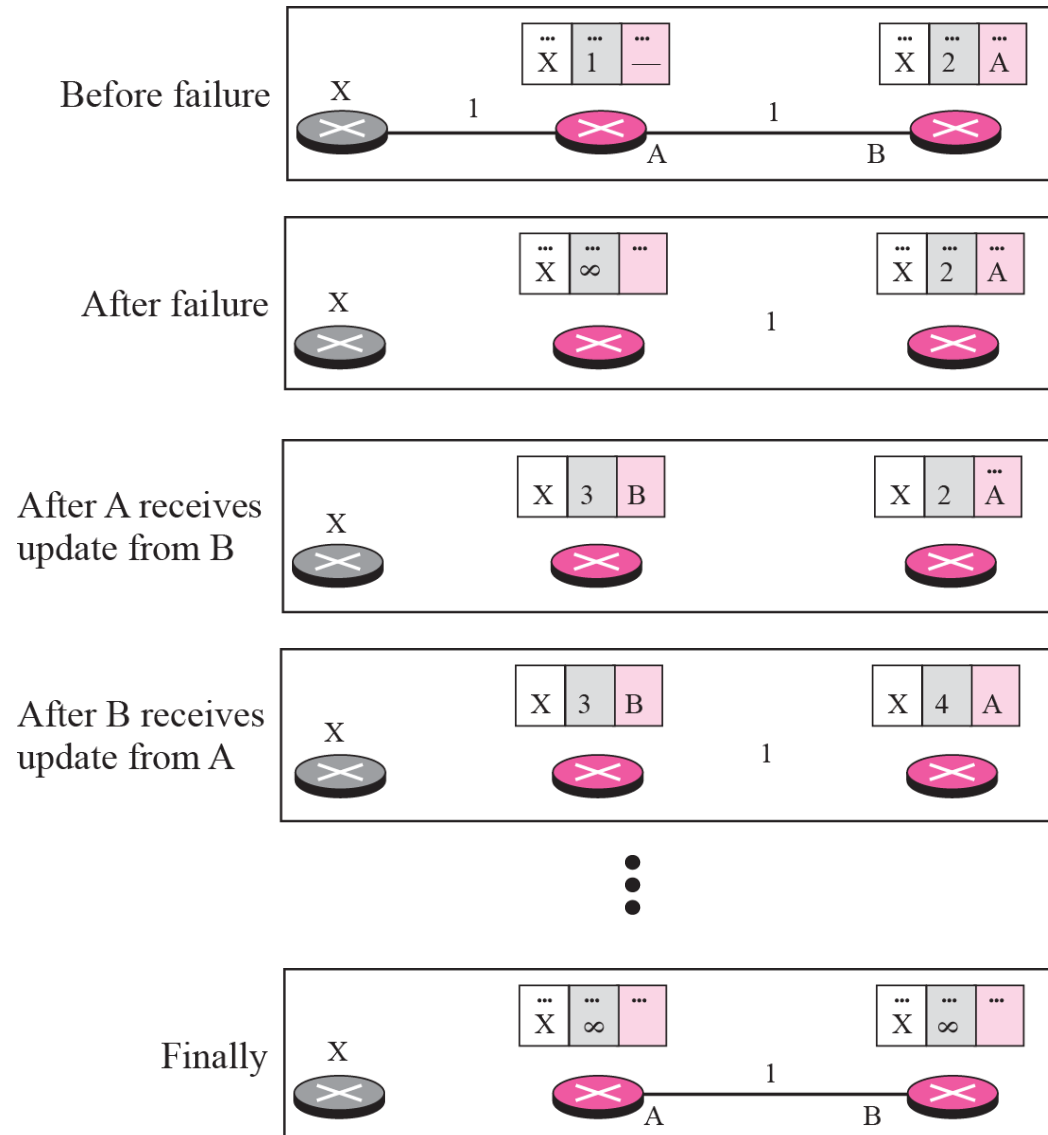 ... ... ...
X 1 —
... ... ...
X 2 A
Before failure
X
1
1
A
B
... ... ...
X ∞
... ... ...
X 2 A
After failure
X
1
X 3 B
...
X 2 A
After A receives
update from B
X
X 3 B
X 4 A
After B receives
update from A
X
1
... ... ...
X ∞
... ... ...
X ∞
Finally
X
1
A
B